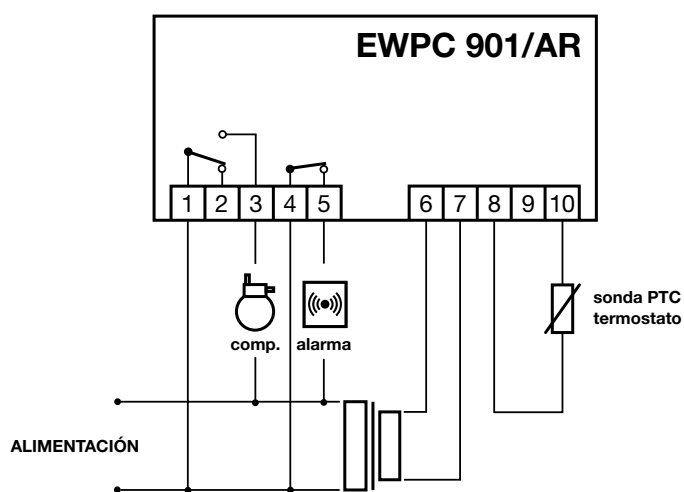 EWPC 901/AR
1 2 3 4 5 6 7 8 9 10
comp. alarma
sonda PTC
termostato
ALIMENTACIÓN